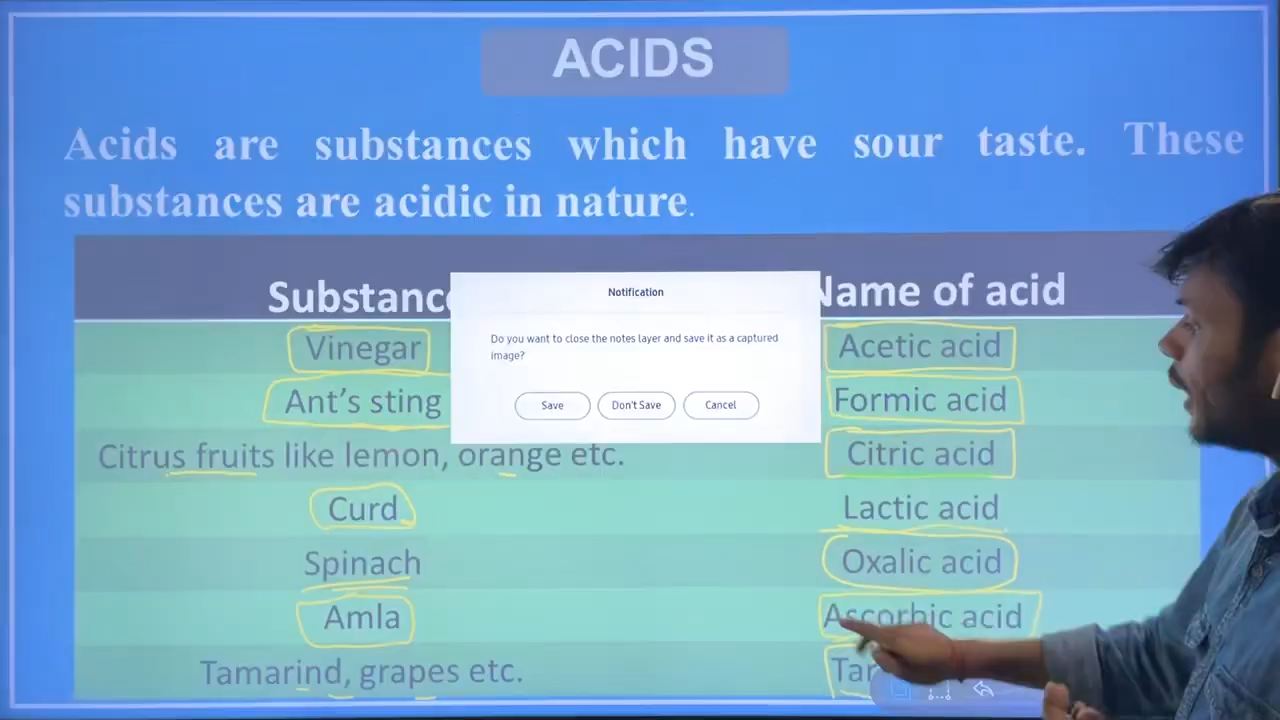 ACIDS
Acids are substances which have sour taste. These
substances are acidic in nature.
Substance Name of acid
Notification
Do you want to close the notes layer and save it as a captured
image?
Save Don't Save Cancel
Vinegar Acetic acid
Ant's sting Formic acid
Citrus fruits like lemon, orange etc. Citric acid
Curd Lactic acid
Spinach Oxalic acid
Amla Ascorbic acid
Tamarind, grapes etc.